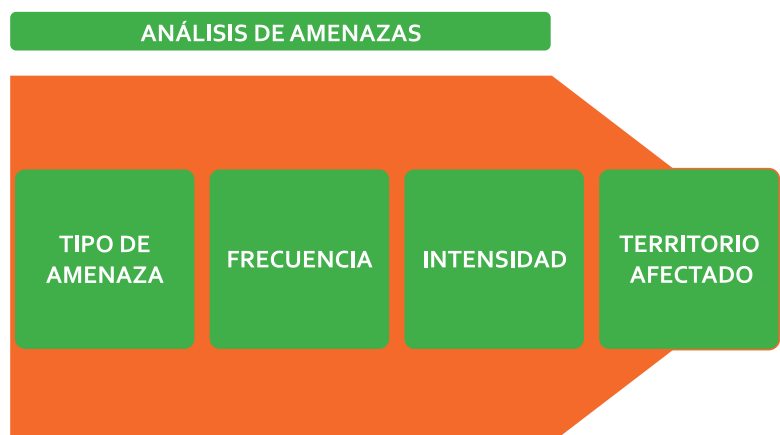 ANÁLISIS DE AMENAZAS
TIPO DE
AMENAZA
FRECUENCIA
INTENSIDAD
TERRITORIO
AFECTADO